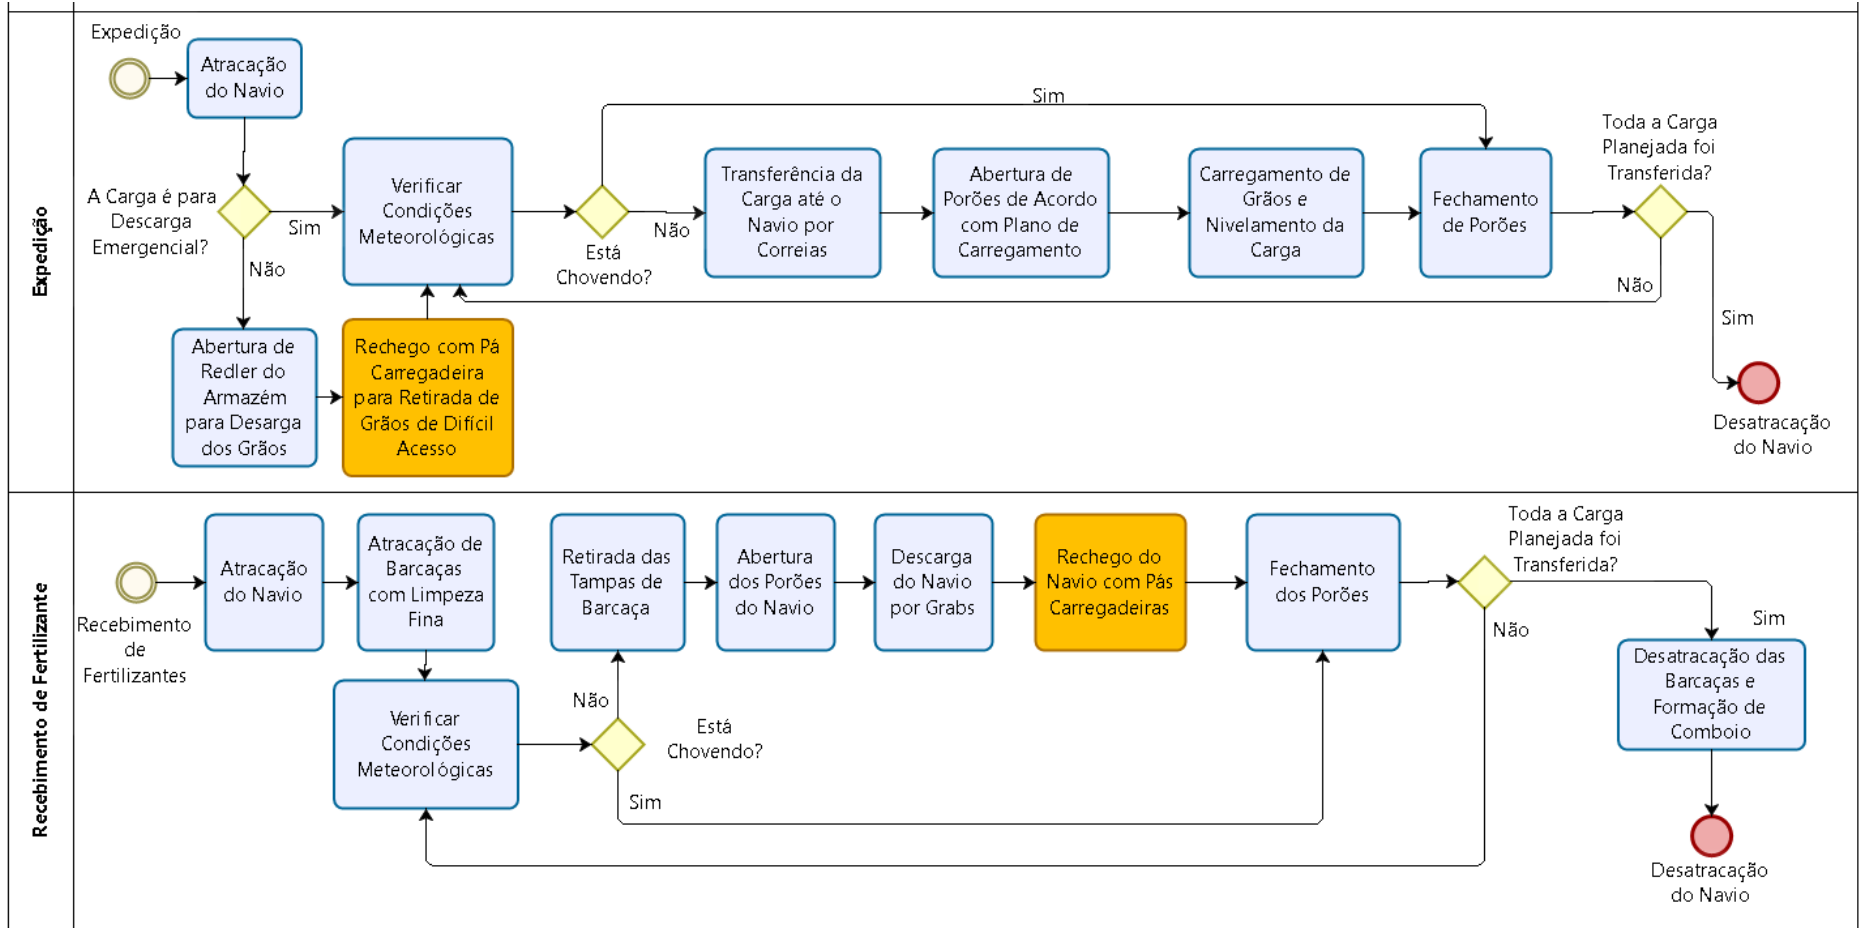 Expedição
Expedição
Atracação
do Navio
A Carga é para
Descarga
Emergencial?
Sim
Não
Abertura de
Redler do
Armazém
para Desarga
dos Grãos
Rechego com Pá
Carregadeira
para Retirada de
Grãos de Difícil
Acesso
Verificar
Condições
Meteorológicas
Está
Chovendo?
Sim
Não
Transferência da
Carga até o
Navio por
Correias
Abertura de
Porões de Acordo
com Plano de
Carregamento
Carregamento de
Grãos e
Nivelamento da
Carga
Fechamento
de Porões
Toda a Carga
Planejada foi
Transferida?
Não
Sim
Desatracação
do Navio
Recebimento de Fertilizante
Recebimento
de
Fertilizantes
Atracação
do Navio
Atracação de
Barcaças
com Limpeza
Fina
Verificar
Condições
Meteorológicas
Está
Chovendo?
Não
Sim
Retirada das
Tampas de
Barcaça
Abertura
dos Porões
do Navio
Descarga
do Navio
por Grabs
Rechego do
Navio com Pás
Carregadeiras
Fechamento
dos Porões
Toda a Carga
Planejada foi
Transferida?
Não
Sim
Desatracação das
Barcaças e
Formação de
Comboio
Desatracação
do Navio